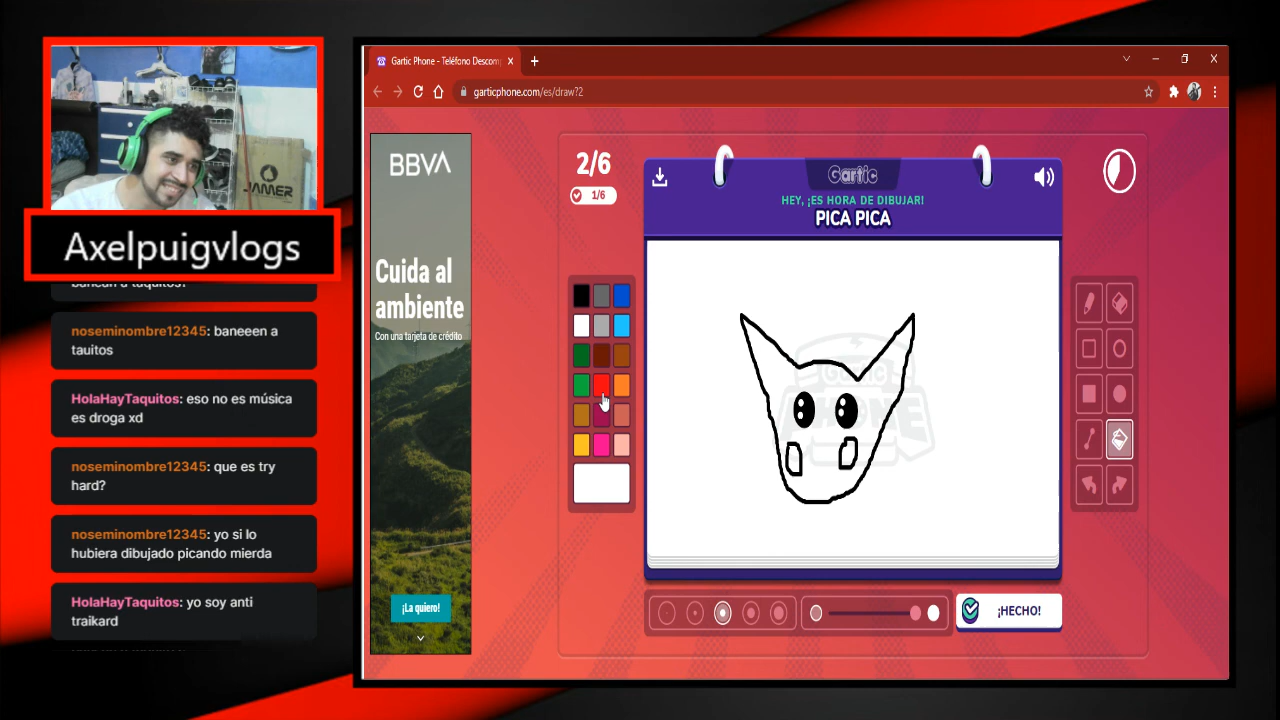 Gartic Phone - Teléfono Descomp
garticphone.com/es/draw?2
JAMER
Axelpuigvlogs
noseminombre12345: baneeen a
tauitos
HolaHayTaquitos: eso no es música
es droga xd
noseminombre12345: que es try
hard?
noseminombre12345: yo si lo
hubiera dibujado picando mierda
HolaHayTaquitos: yo soy anti
traikard
BBVA
Cuida al
ambiente
Con una tarjeta de crédito
¡La quiero!
2/6
1/6
Gartic
HEY, ¡ES HORA DE DIBUJAR!
PICA PICA
GARTIC
PHONE
¡HECHO!